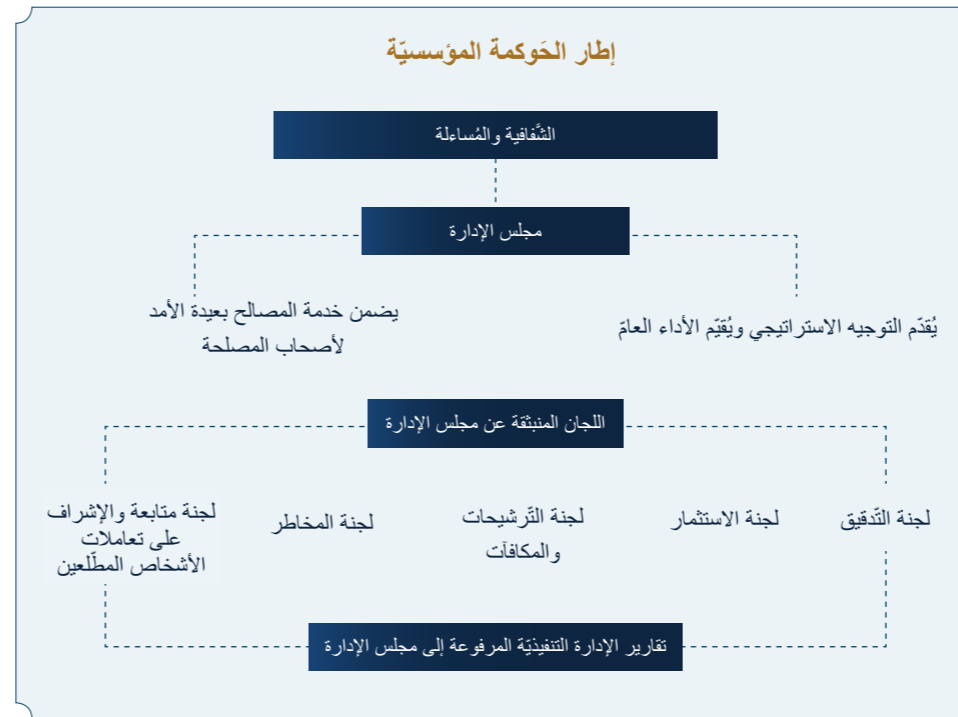 إطار الحَوكمة المؤسسيّة
الشَّفافية والمُساءلة
مجلس الإدارة
يُقدّم التوجيه الاستراتيجي ويُقيّم الأداء العامّ
يضمن خدمة المصالح بعيدة الأمد
لأصحاب المصلحة
اللجان المنبثقة عن مجلس الإدارة
لجنة التّدقيق
لجنة الاستثمار
لجنة التّرشيحات
والمكافآت
لجنة المخاطر
لجنة متابعة والإشراف
على تعاملات
الأشخاص المطّلعين
تقارير الإدارة التنفيذيّة المرفوعة إلى مجلس الإدارة